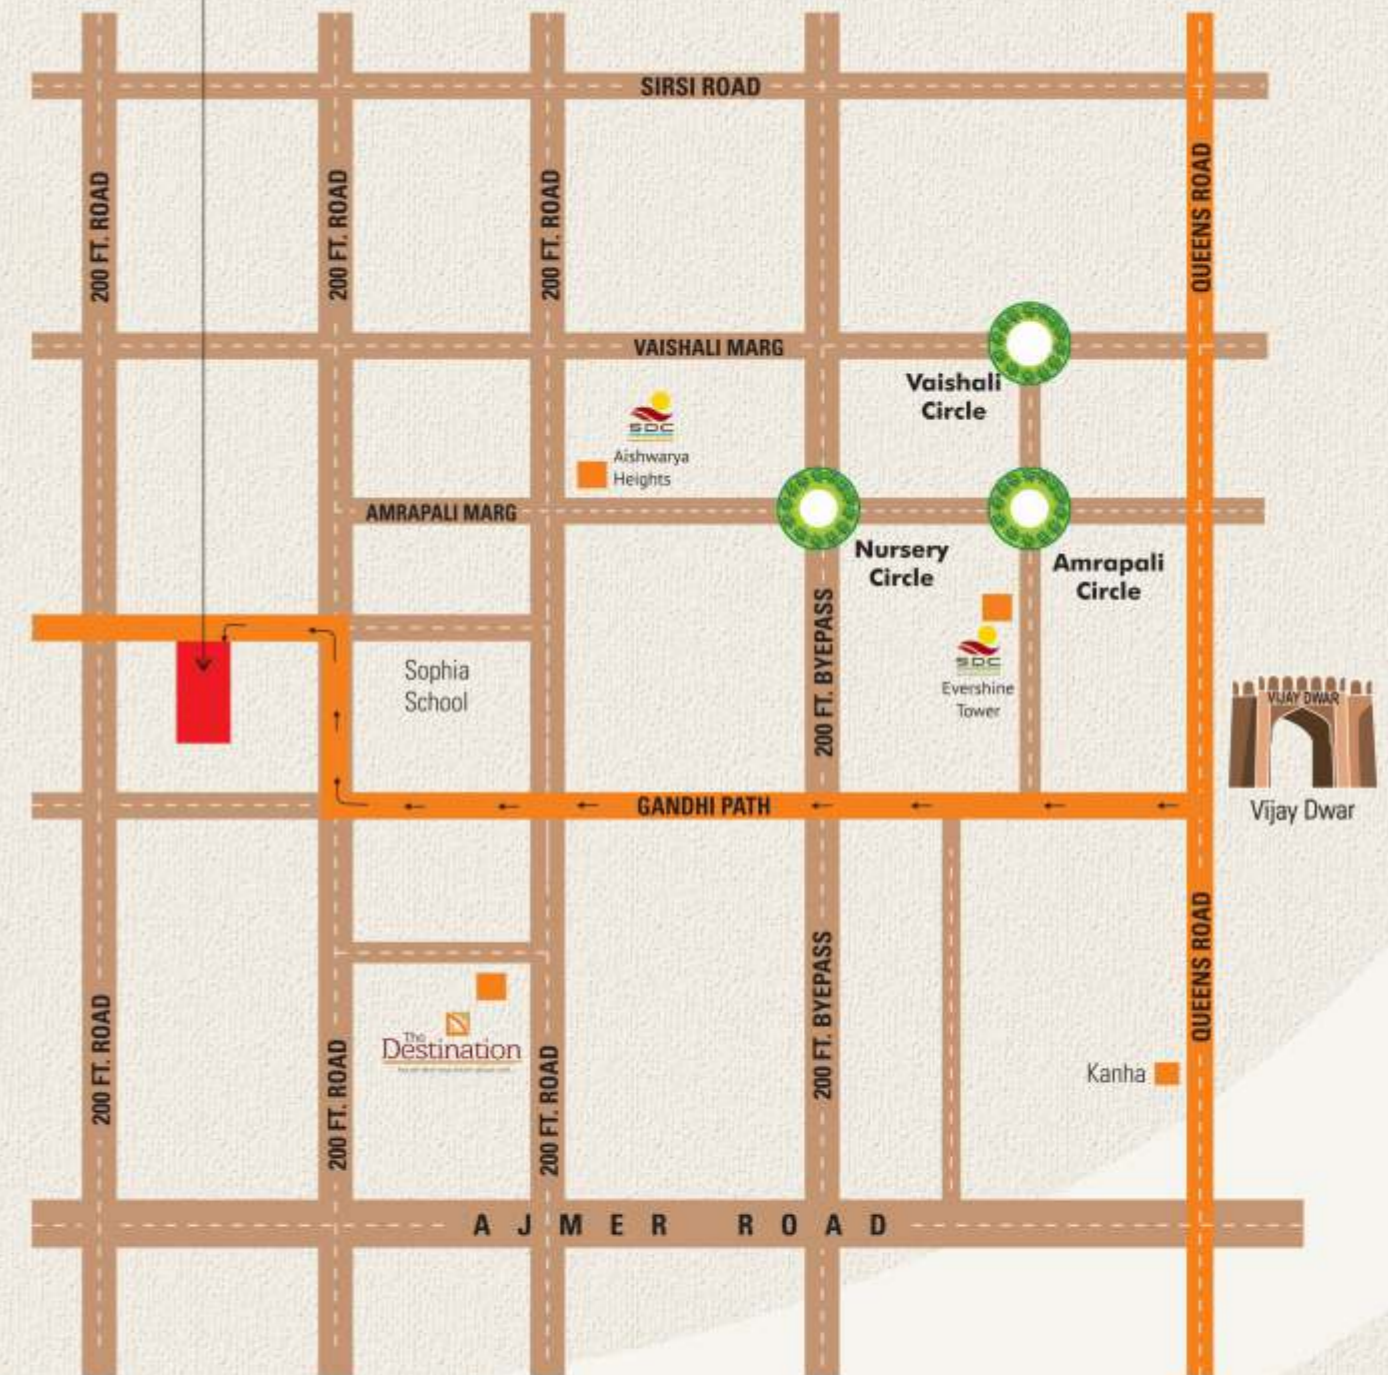 SIRSI ROAD
200 FT. ROAD
200 FT. ROAD
200 FT. ROAD
QUEENS ROAD
VAISHALI MARG
Vaishali
Circle
SDC
Aishwarya
Heights
AMRAPALI MARG
Nursery
Circle
Amrapali
Circle
200 FT. BYEPASS
SDC
Evershine
Tower
Sophia
School
VIJAY DWAR
Vijay Dwar
GANDHI PATH
QUEENS ROAD
200 FT. BYEPASS
200 FT. ROAD
200 FT. ROAD
200 FT. ROAD
The
Destination
Kanha
AJMER ROAD